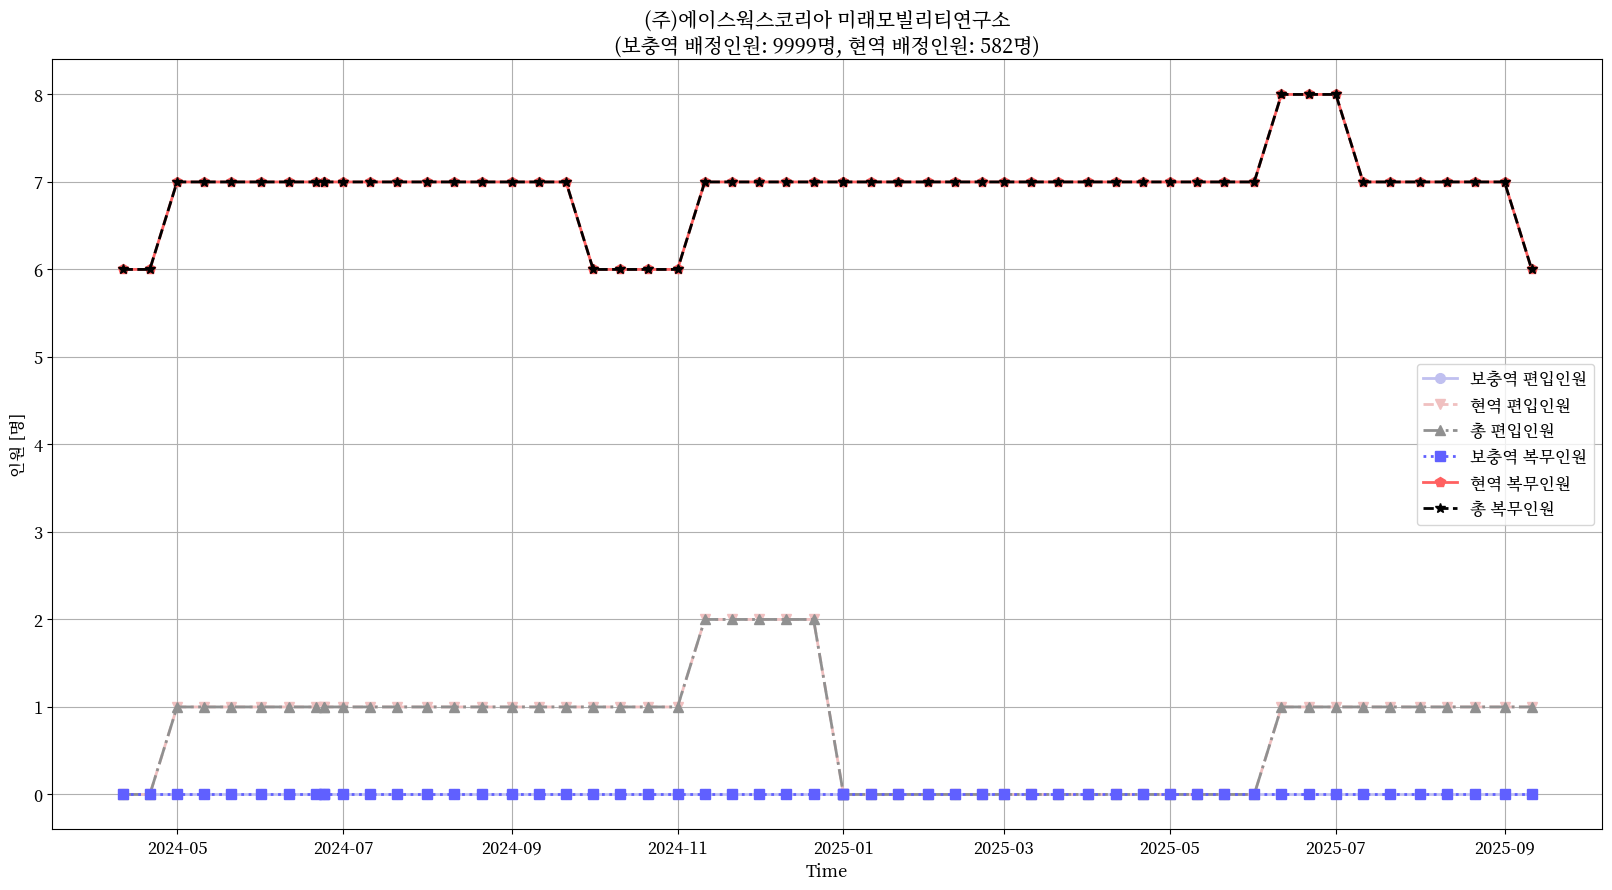 (주)에이스웍스코리아 미래모빌리티연구소
(보충역 배정인원: 9999명, 현역 배정인원: 582명)
인원 [명]
8
7
6
5
4
3
2
1
0
보충역 편입인원
현역 편입인원
총 편입인원
보충역 복무인원
현역 복무인원
총 복무인원
2024-05 2024-07 2024-09 2024-11 2025-01 2025-03 2025-05 2025-07 2025-09
Time